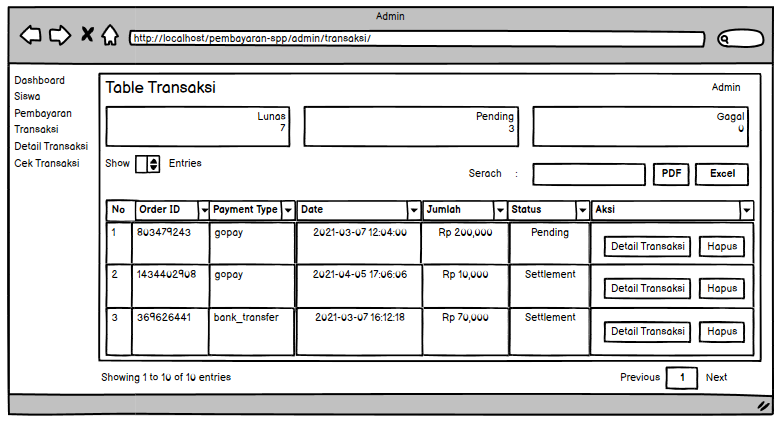 Admin
http://localhost/pembayaran-spp/admin/transaksi/
Dashboard
Siswa
Pembayaran
Transaksi
Detail Transaksi
Cek Transaksi
Table Transaksi
Admin
Lunas
7
Pending
3
Gagal
0
Show Entries
Serach : PDF Excel
No Order ID Payment Type Date Jumlah Status Aksi
1 803479243 gopay 2021-03-07 12:04:00 Rp 200,000 Pending Detail Transaksi Hapus
2 1434402908 gopay 2021-04-05 17:06:06 Rp 10,000 Settlement Detail Transaksi Hapus
3 369626441 bank_transfer 2021-03-07 16:12:18 Rp 70,000 Settlement Detail Transaksi Hapus
Showing 1 to 10 of 10 entries
Previous 1 Next